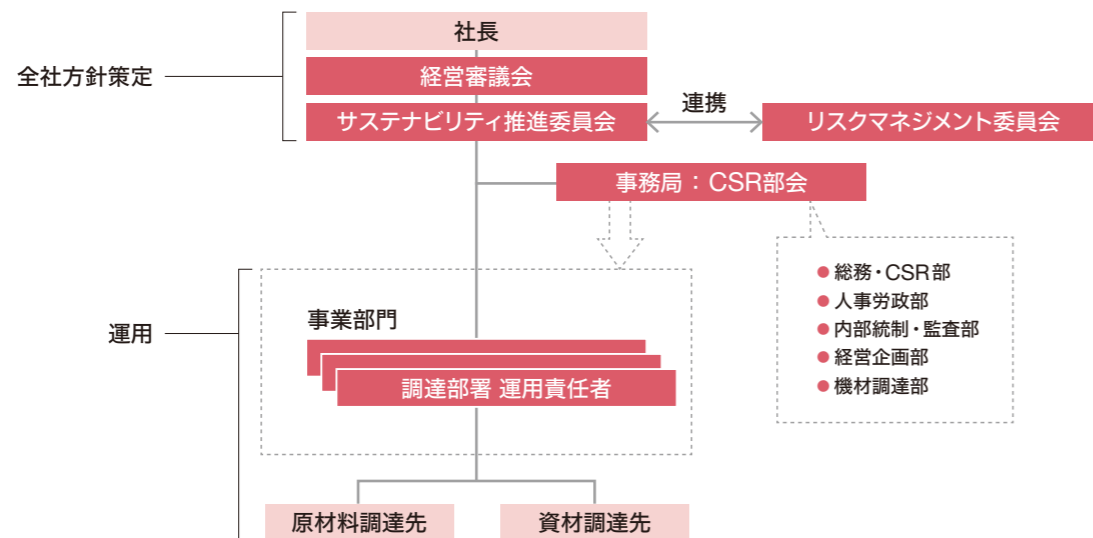 社長
全社方針策定
経営審議会
連携
サステナビリティ推進委員会
リスクマネジメント委員会
事務局：CSR部会
総務・CSR部
人事労政部
内部統制・監査部
経営企画部
機材調達部
運用
事業部門
調達部署 運用責任者
原材料調達先
資材調達先